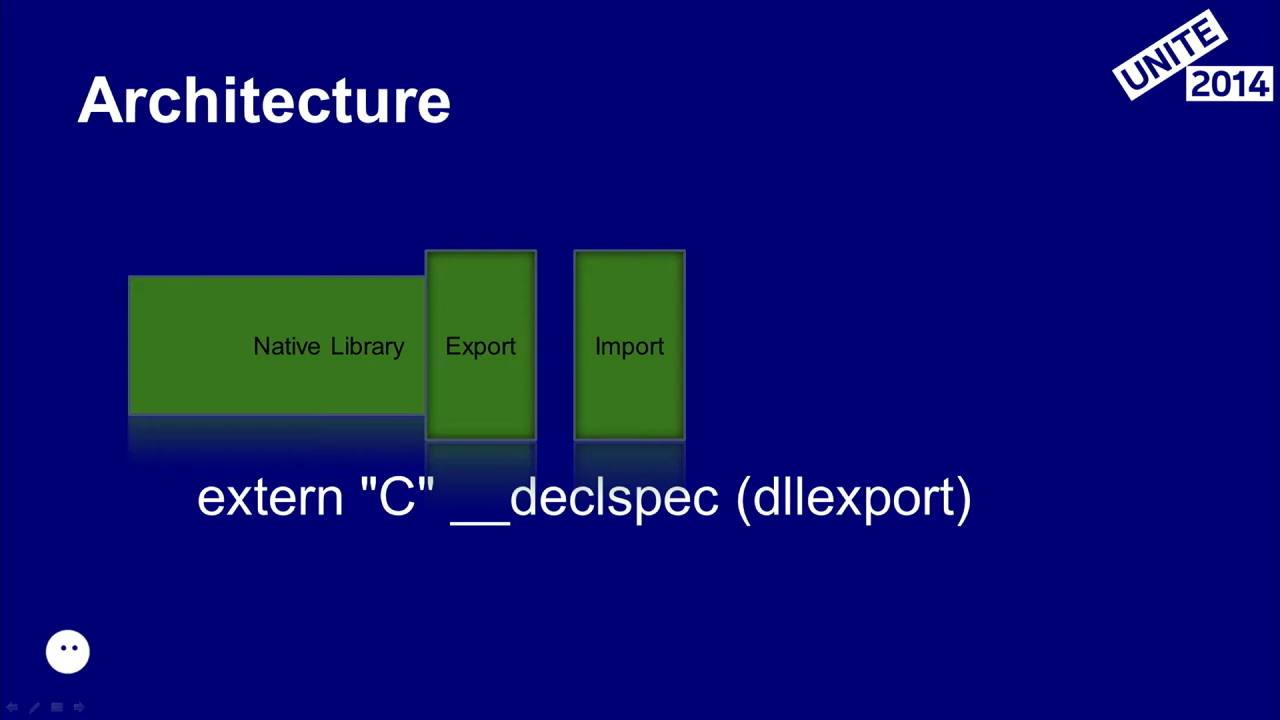 UNITE
2014
Architecture
Native Library
Export
Import
extern "C" __declspec (dllexport)